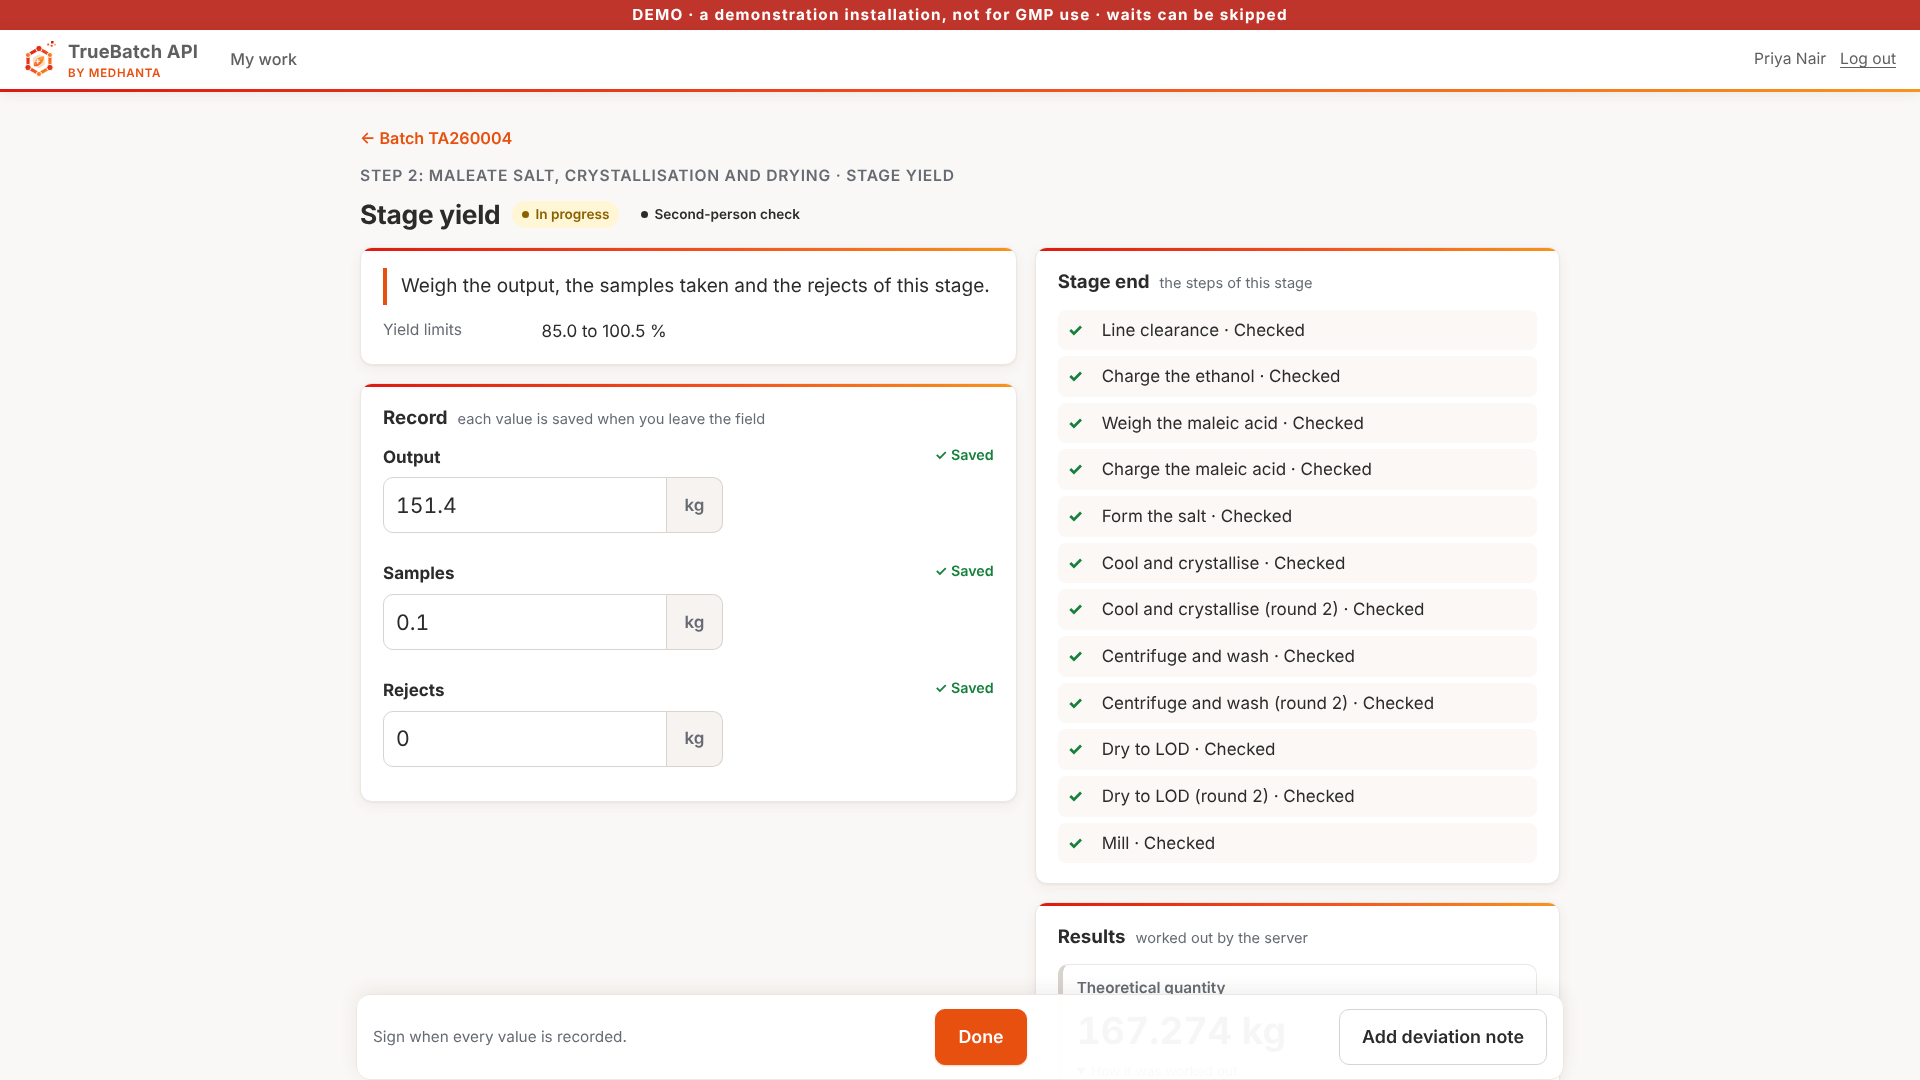 DEMO · a demonstration installation, not for GMP use · waits can be skipped
TrueBatch API
BY MEDHANTA
My work
Priya Nair
Log out
← Batch TA260004
STEP 2: MALEATE SALT, CRYSTALLISATION AND DRYING · STAGE YIELD
Stage yield
In progress
Second-person check
Weigh the output, the samples taken and the rejects of this stage.
Yield limits
85.0 to 100.5 %
Record each value is saved when you leave the field
Output
✓ Saved
151.4 kg
Samples
✓ Saved
0.1 kg
Rejects
✓ Saved
0 kg
Stage end the steps of this stage
✓ Line clearance · Checked
✓ Charge the ethanol · Checked
✓ Weigh the maleic acid · Checked
✓ Charge the maleic acid · Checked
✓ Form the salt · Checked
✓ Cool and crystallise · Checked
✓ Cool and crystallise (round 2) · Checked
✓ Centrifuge and wash · Checked
✓ Centrifuge and wash (round 2) · Checked
✓ Dry to LOD · Checked
✓ Dry to LOD (round 2) · Checked
✓ Mill · Checked
Results worked out by the server
Theoretical quantity
167.274 kg
Sign when every value is recorded.
Done
Add deviation note